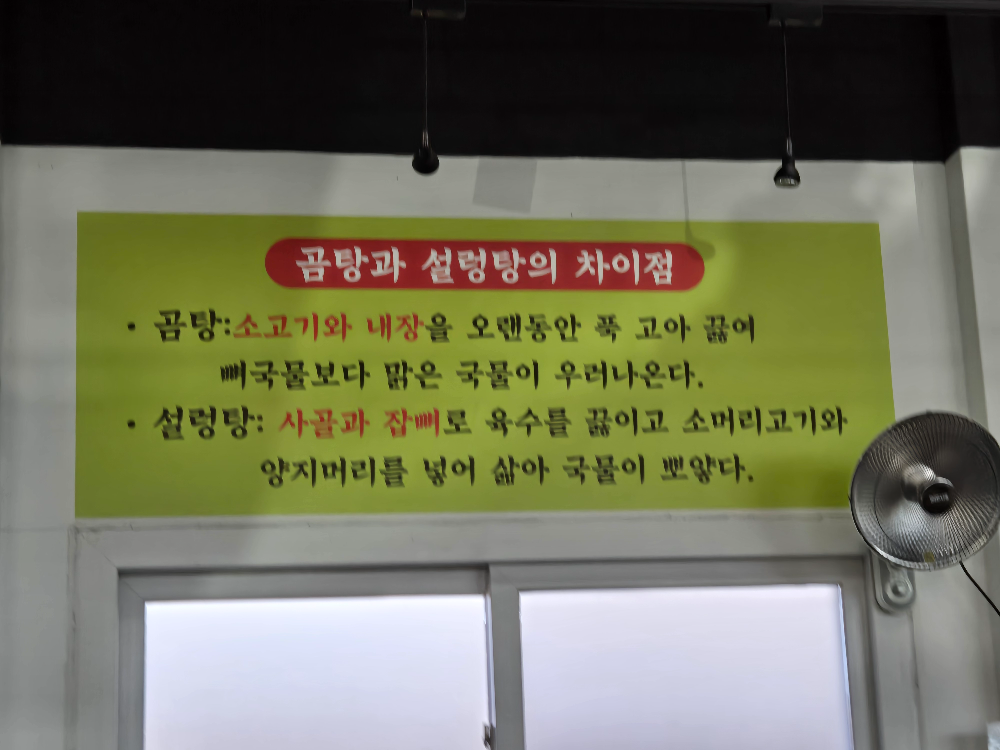 곰탕과 설렁탕의 차이점
• 곰탕:소고기와 내장을 오랜동안 푹 고아 끓여
뼈국물보다 맑은 국물이 우러나온다.
• 설렁탕: 사골과 잡뼈로 육수를 끓이고 소머리고기와
양지머리를 넣어 삶아 국물이 뽀얗다.